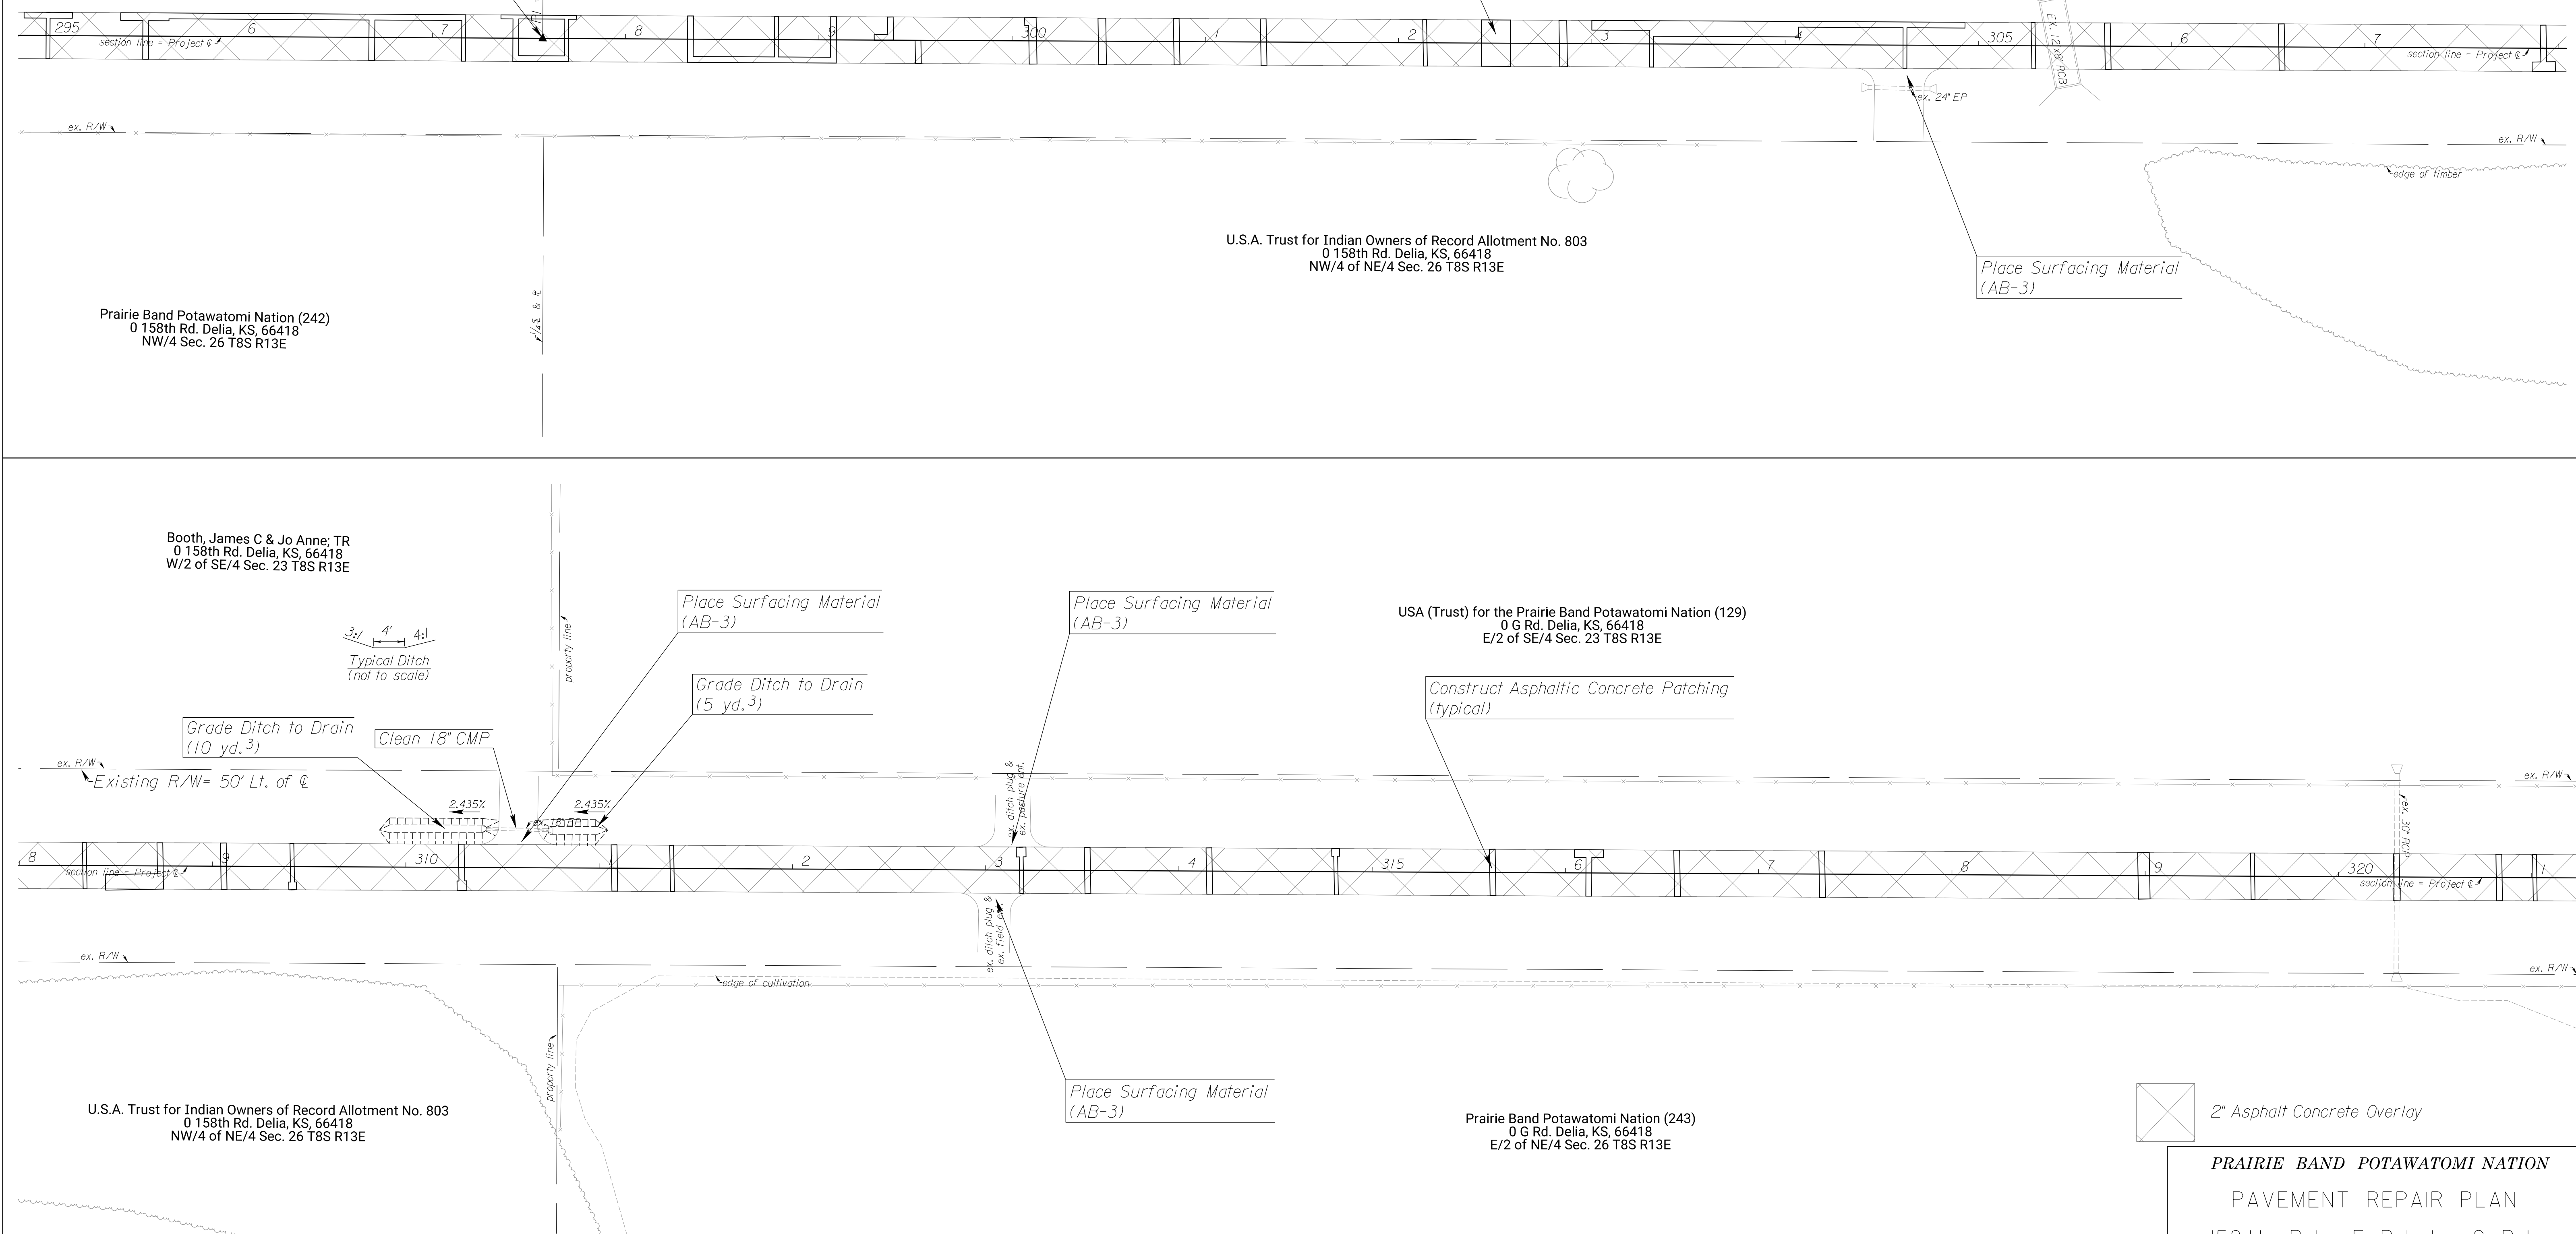 295
6
7
8
9
300
1
2
3
4
305
6
7
section line = Project ℄
section line = Project ℄
Ex. 12'x8' RCB
ex. 24" EP
ex. R/W
ex. R/W
edge of timber
U.S.A. Trust for Indian Owners of Record Allotment No. 803
0 158th Rd. Delia, KS, 66418
NW/4 of NE/4 Sec. 26 T8S R13E
Place Surfacing Material
(AB-3)
Prairie Band Potawatomi Nation (242)
0 158th Rd. Delia, KS, 66418
NW/4 Sec. 26 T8S R13E
Booth, James C & Jo Anne; TR
0 158th Rd. Delia, KS, 66418
W/2 of SE/4 Sec. 23 T8S R13E
3:1 4' 4:1
Typical Ditch
(not to scale)
property line
Place Surfacing Material
(AB-3)
Place Surfacing Material
(AB-3)
USA (Trust) for the Prairie Band Potawatomi Nation (129)
0 G Rd. Delia, KS, 66418
E/2 of SE/4 Sec. 23 T8S R13E
Grade Ditch to Drain
(5 yd.³)
Construct Asphaltic Concrete Patching
(typical)
Grade Ditch to Drain
(10 yd.³)
Clean 18" CMP
ex. R/W
Existing R/W= 50' Lt. of ℄
2.435%
2.435%
ex. ditch plug &
ex. pasture ent.
ex. R/W
ex. 30" RCP
8
9
310
1
2
3
4
315
6
7
8
9
320
1
section line = Project ℄
section line = Project ℄
ex. ditch plug &
ex. field ent.
ex. R/W
ex. R/W
edge of cultivation
property line
Place Surfacing Material
(AB-3)
U.S.A. Trust for Indian Owners of Record Allotment No. 803
0 158th Rd. Delia, KS, 66418
NW/4 of NE/4 Sec. 26 T8S R13E
Prairie Band Potawatomi Nation (243)
0 G Rd. Delia, KS, 66418
E/2 of NE/4 Sec. 26 T8S R13E
2" Asphalt Concrete Overlay
PRAIRIE BAND POTAWATOMI NATION
PAVEMENT REPAIR PLAN